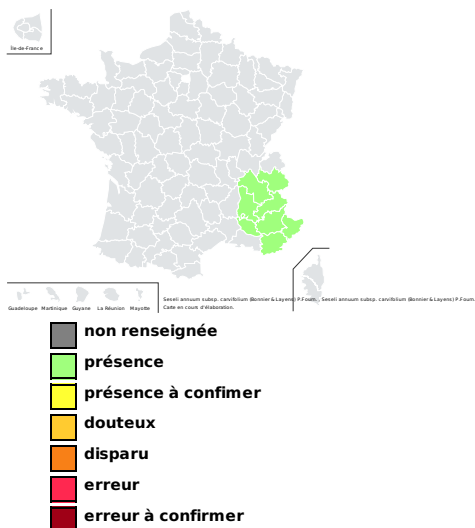 Île-de-France
Guadeloupe Martinique Guyane La Réunion Mayotte
Seseli annuum subsp. carvifolium (Bonnier & Layens) P.Fourn. , Seseli annuum subsp. carvifolium (Bonnier & Layens) P.Fourn.
Carte en cours d'élaboration.
non renseignée
présence
présence à confimer
douteux
disparu
erreur
erreur à confirmer